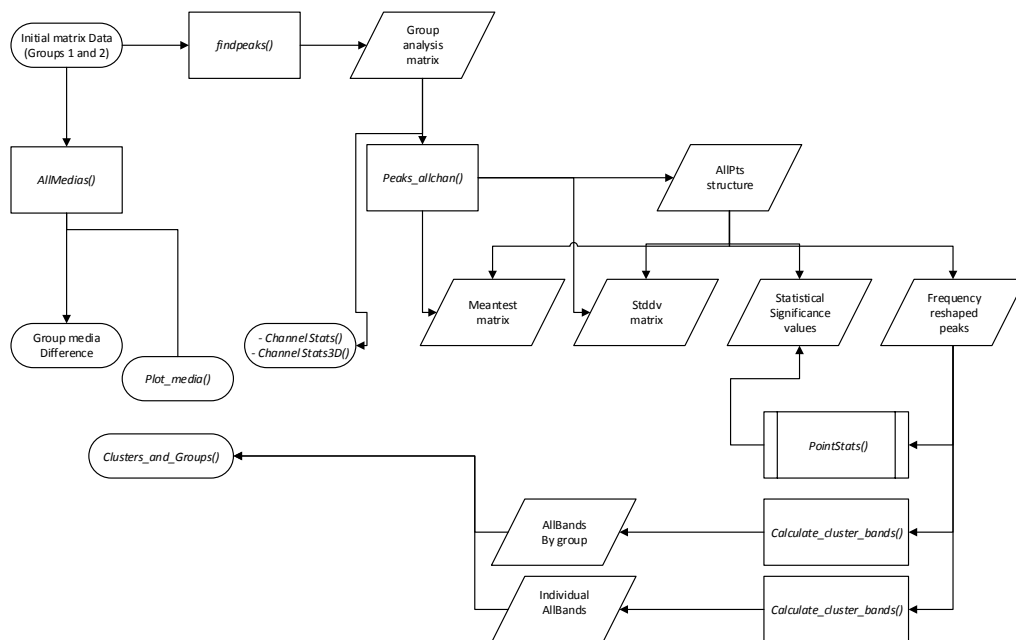 Initial matrix Data
(Groups 1 and 2)
findpeaks()
Group
analysis
matrix
AllMedias()
Peaks_allchan()
AllPts
structure
Meantest
matrix
Stddv
matrix
Statistical
Significance
values
Frequency
reshaped
peaks
Group media
Difference
- Channel Stats()
- Channel Stats3D()
Plot_media()
PointStats()
Clusters_and_Groups()
AllBands
By group
Calculate_cluster_bands()
Individual
AllBands
Calculate_cluster_bands()